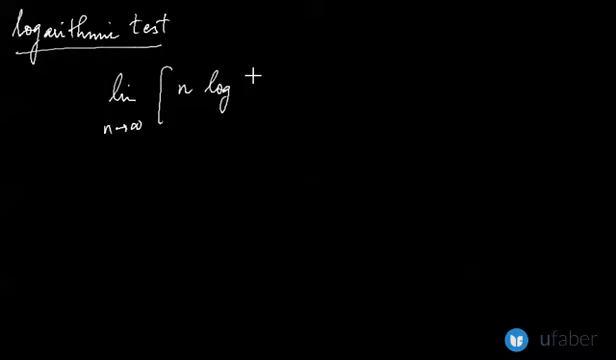 logarithmic test
lim [ n log +
n→∞
ufaber